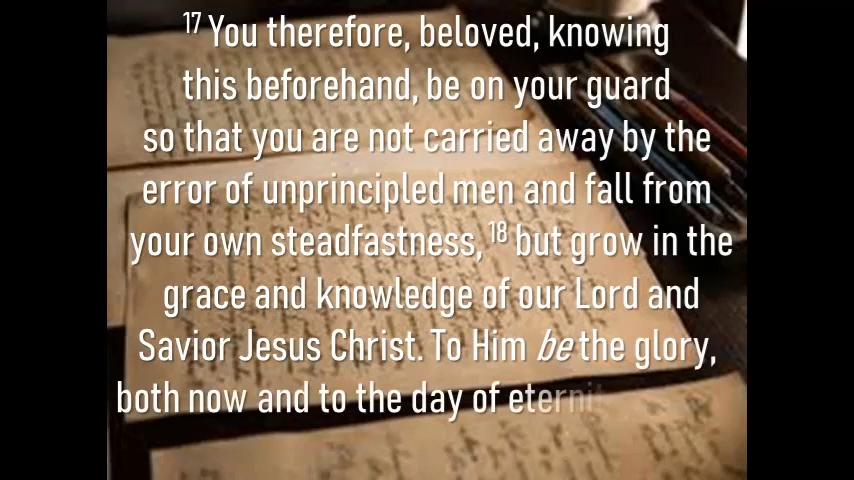 17 You therefore, beloved, knowing
this beforehand, be on your guard
so that you are not carried away by the
error of unprincipled men and fall from
your own steadfastness, 18 but grow in the
grace and knowledge of our Lord and
Savior Jesus Christ. To Him be the glory,
both now and to the day of eternit